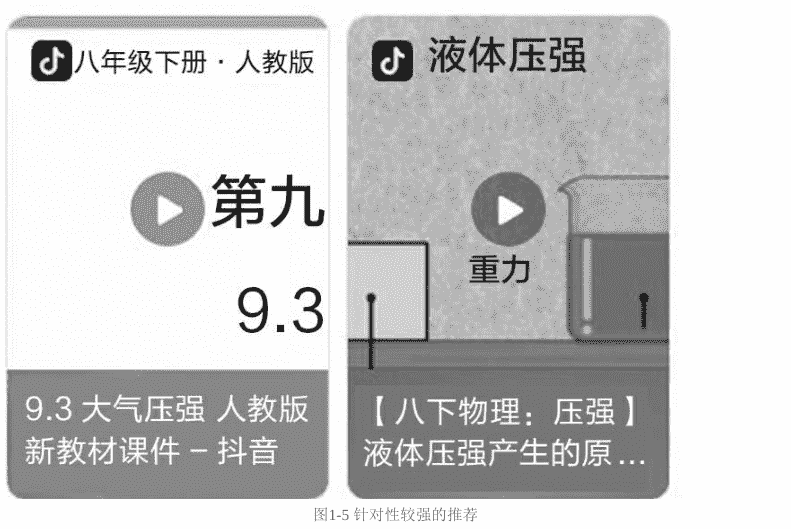 八年级下册 · 人教版
第九
9.3
9.3 大气压强 人教版
新教材课件 – 抖音
液体压强
重力
【八下物理：压强】
液体压强产生的原…
图1-5 针对性较强的推荐